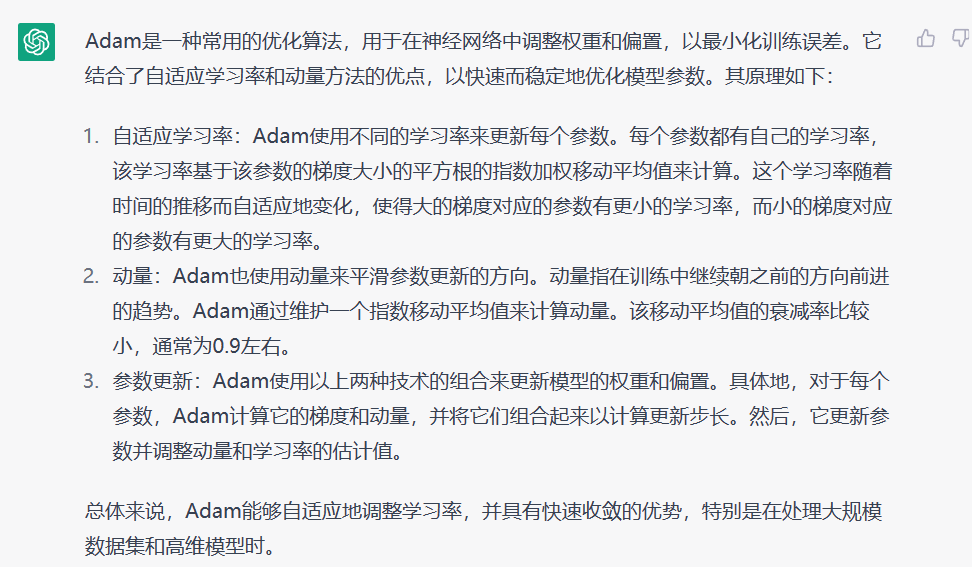 Adam是一种常用的优化算法，用于在神经网络中调整权重和偏置，以最小化训练误差。它
结合了自适应学习率和动量方法的优点，以快速而稳定地优化模型参数。其原理如下：
1. 自适应学习率：Adam使用不同的学习率来更新每个参数。每个参数都有自己的学习率，
该学习率基于该参数的梯度大小的平方根的指数加权移动平均值来计算。这个学习率随着
时间的推移而自适应地变化，使得大的梯度对应的参数有更小的学习率，而小的梯度对应
的参数有更大的学习率。
2. 动量：Adam也使用动量来平滑参数更新的方向。动量指在训练中继续朝之前的方向前进
的趋势。Adam通过维护一个指数移动平均值来计算动量。该移动平均值的衰减率比较
小，通常为0.9左右。
3. 参数更新：Adam使用以上两种技术的组合来更新模型的权重和偏置。具体地，对于每个
参数，Adam计算它的梯度和动量，并将它们组合起来以计算更新步长。然后，它更新参
数并调整动量和学习率的估计值。
总体来说，Adam能够自适应地调整学习率，并具有快速收敛的优势，特别是在处理大规模
数据集和高维模型时。